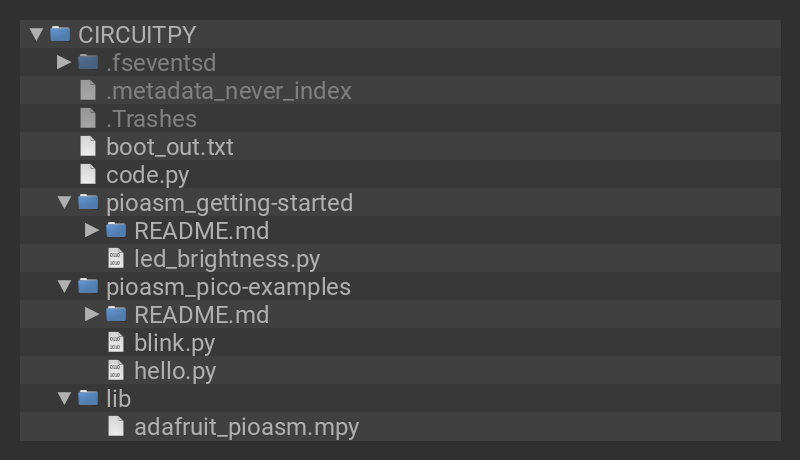 CIRCUITPY
.fseventsd
.metadata_never_index
.Trashes
boot_out.txt
code.py
pioasm_getting-started
README.md
led_brightness.py
pioasm_pico-examples
README.md
blink.py
hello.py
lib
adafruit_pioasm.mpy